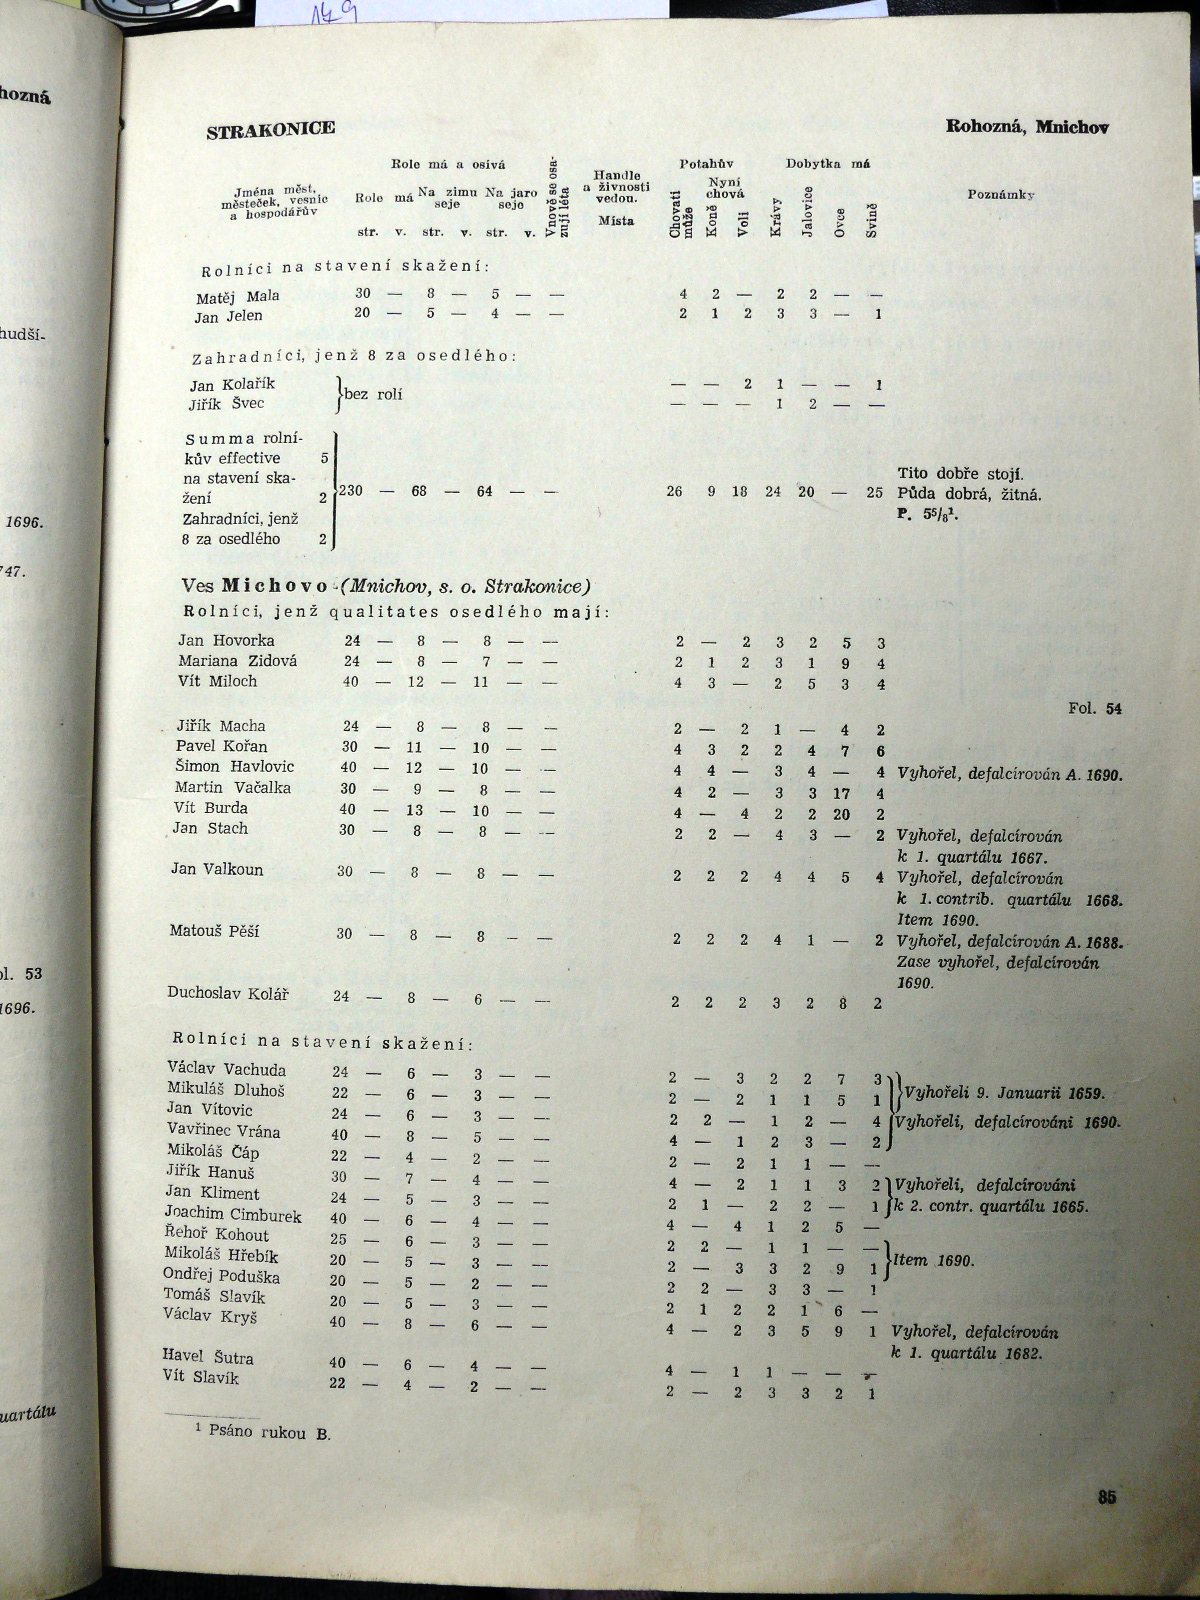 149
hozná
hudší-
1696.
747.
ol. 53
1696.
uartálu
STRAKONICE Rohozná, Mnichov
Jména měst, městeček, vesnic a hospodářův
Role má a osívá
Role má Na zimu seje Na jaro seje
str. v. str. v. str. v.
Vnově se osazují léta
Handle a živnosti vedou.
Místa
Potahův
Chovati může
Nyní chová
Koně Voli
Dobytka má
Krávy Jalovice Ovce Svině
Poznámky
Rolníci na stavení skažení:
Matěj Mala 30 — 8 — 5 — — 4 2 — 2 2 — —
Jan Jelen 20 — 5 — 4 — — 2 1 2 3 3 — 1
Zahradníci, jenž 8 za osedlého:
Jan Kolařík } bez rolí — — 2 1 — — 1
Jiřík Švec — — — 1 2 — —
Summa rolní-
kův effective 5
na stavení ska-
žení 2
Zahradníci, jenž
8 za osedlého 2
230 — 68 — 64 — — 26 9 18 24 20 — 25
Tito dobře stojí.
Půda dobrá, žitná.
P. 5⁵/₈¹.
Ves Michovo (Mnichov, s. o. Strakonice)
Rolníci, jenž qualitates osedlého mají:
Jan Hovorka 24 — 8 — 8 — — 2 — 2 3 2 5 3
Mariana Zidová 24 — 8 — 7 — — 2 1 2 3 1 9 4
Vít Miloch 40 — 12 — 11 — — 4 3 — 2 5 3 4
Fol. 54
Jiřík Macha 24 — 8 — 8 — — 2 — 2 1 — 4 2
Pavel Kořan 30 — 11 — 10 — — 4 3 2 2 4 7 6
Šimon Havlovic 40 — 12 — 10 — — 4 4 — 3 4 — 4 Vyhořel, defalcírován A. 1690.
Martin Vačalka 30 — 9 — 8 — — 4 2 — 3 3 17 4
Vít Burda 40 — 13 — 10 — — 4 — 4 2 2 20 2
Jan Stach 30 — 8 — 8 — — 2 2 — 4 3 — 2 Vyhořel, defalcírován
k 1. quartálu 1667.
Jan Valkoun 30 — 8 — 8 — — 2 2 2 4 4 5 4 Vyhořel, defalcírován
k 1. contrib. quartálu 1668.
Item 1690.
Matouš Pěší 30 — 8 — 8 — — 2 2 2 4 1 — 2 Vyhořel, defalcírován A. 1688.
Zase vyhořel, defalcírován
1690.
Duchoslav Kolář 24 — 8 — 6 — — 2 2 2 3 2 8 2
Rolníci na stavení skažení:
Václav Vachuda 24 — 6 — 3 — — 2 — 3 2 2 7 3
Mikuláš Dluhoš 22 — 6 — 3 — — 2 — 2 1 1 5 1 Vyhořeli 9. Januarii 1659.
Jan Vítovic 24 — 6 — 3 — — 2 2 — 1 2 — 4 Vyhořeli, defalcírováni 1690.
Vavřinec Vrána 40 — 8 — 5 — — 4 — 1 2 3 — 2
Mikoláš Čáp 22 — 4 — 2 — — 2 — 2 1 1 — —
Jiřík Hanuš 30 — 7 — 4 — — 4 — 2 1 1 3 2 Vyhořeli, defalcírováni
Jan Kliment 24 — 5 — 3 — — 2 1 — 2 2 — 1 k 2. contr. quartálu 1665.
Joachim Cimburek 40 — 6 — 4 — — 4 — 4 1 2 5 —
Řehoř Kohout 25 — 6 — 3 — — 2 2 — 1 1 — —
Mikoláš Hřebík 20 — 5 — 3 — — 2 — 3 3 2 9 1 Item 1690.
Ondřej Poduška 20 — 5 — 2 — — 2 2 — 3 3 — 1
Tomáš Slavík 20 — 5 — 3 — — 2 1 2 2 1 6 —
Václav Kryš 40 — 8 — 6 — — 4 — 2 3 5 9 1 Vyhořel, defalcírován
k 1. quartálu 1682.
Havel Šutra 40 — 6 — 4 — — 4 — 1 1 — — —
Vít Slavík 22 — 4 — 2 — — 2 — 2 3 3 2 1
¹ Psáno rukou B.
85